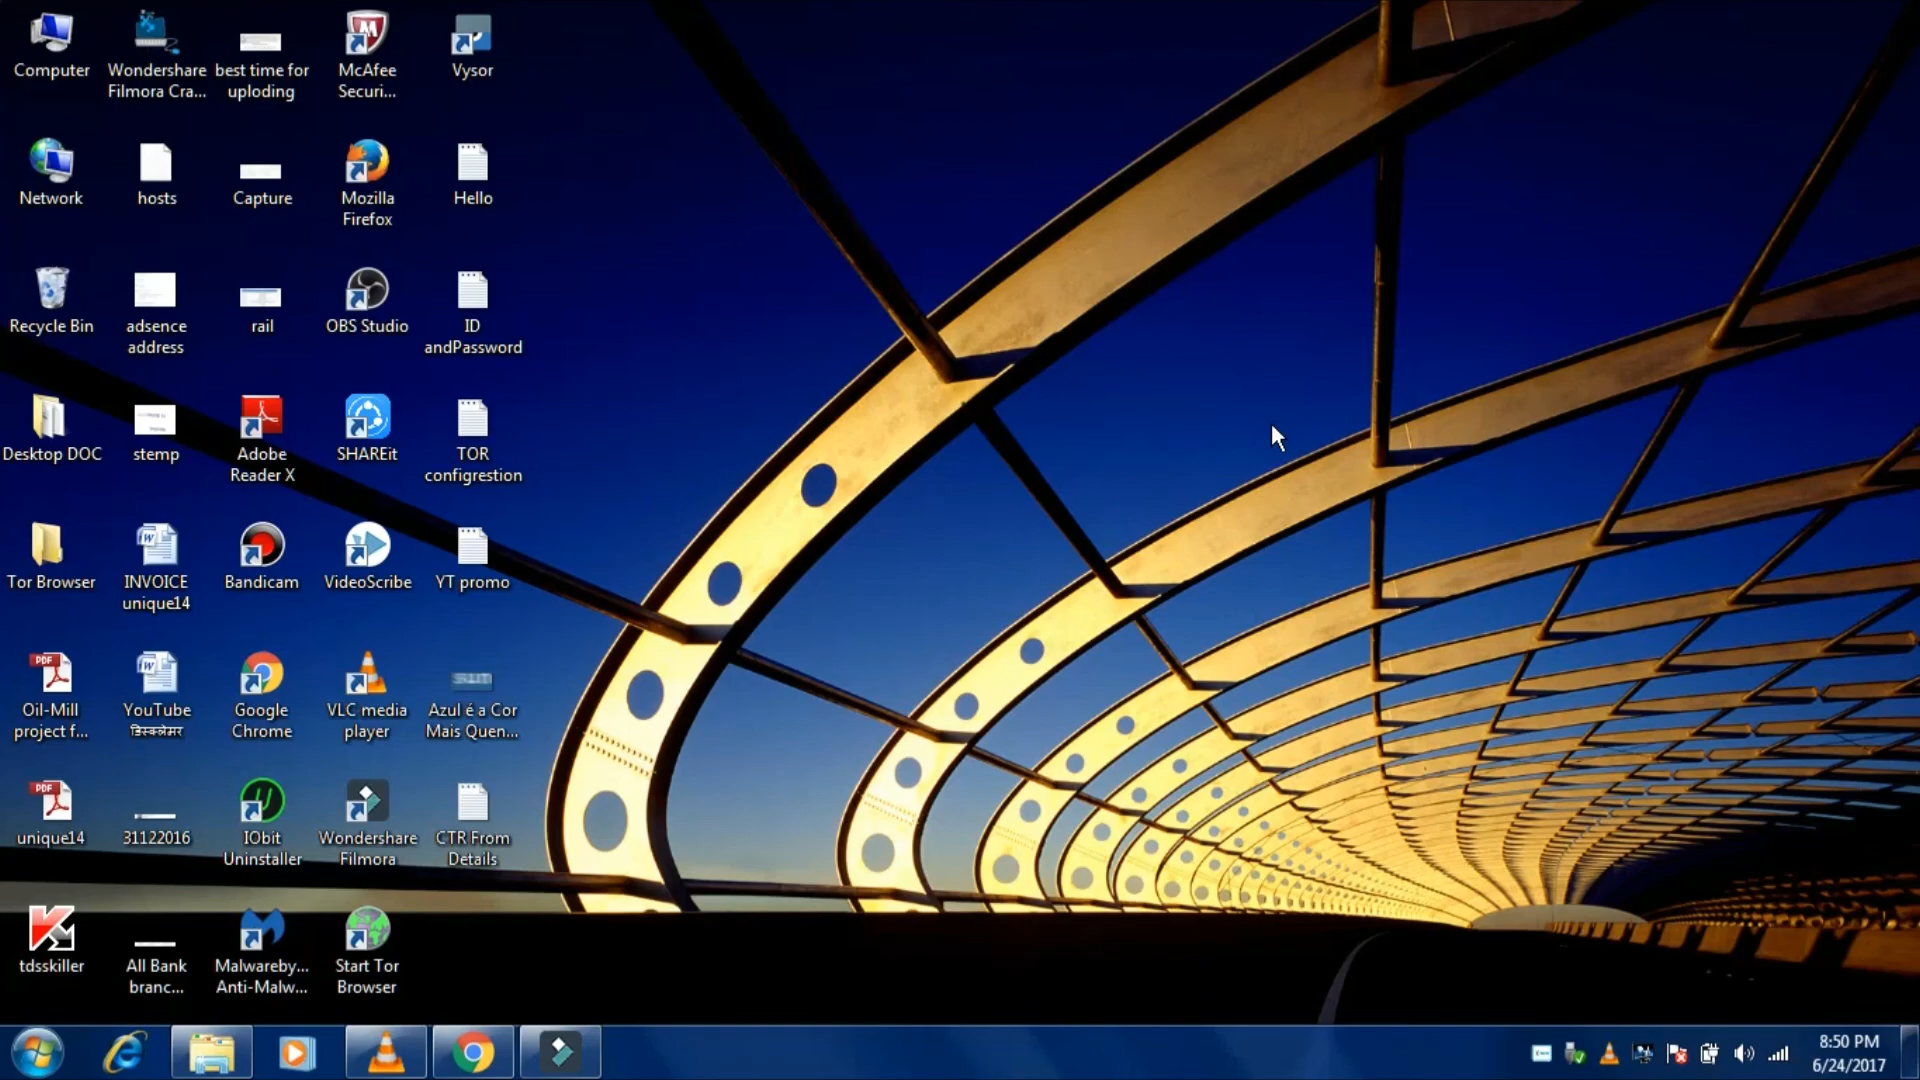 Computer
Wondershare
Filmora Cra...
best time for
uploding
McAfee
Securi...
Vysor
Network
hosts
Capture
Mozilla
Firefox
Hello
Recycle Bin
adsence
address
rail
OBS Studio
ID
andPassword
Desktop DOC
stemp
Adobe
Reader X
SHAREit
TOR
configrestion
Tor Browser
INVOICE
unique14
Bandicam
VideoScribe
YT promo
PDF
Oil-Mill
project f...
YouTube
डिस्क्लेमर
Google
Chrome
VLC media
player
Azul é a Cor
Mais Quen...
PDF
unique14
31122016
IObit
Uninstaller
Wondershare
Filmora
CTR From
Details
tdsskiller
All Bank
branc...
Malwareby...
Anti-Malw...
Start Tor
Browser
8:50 PM
6/24/2017